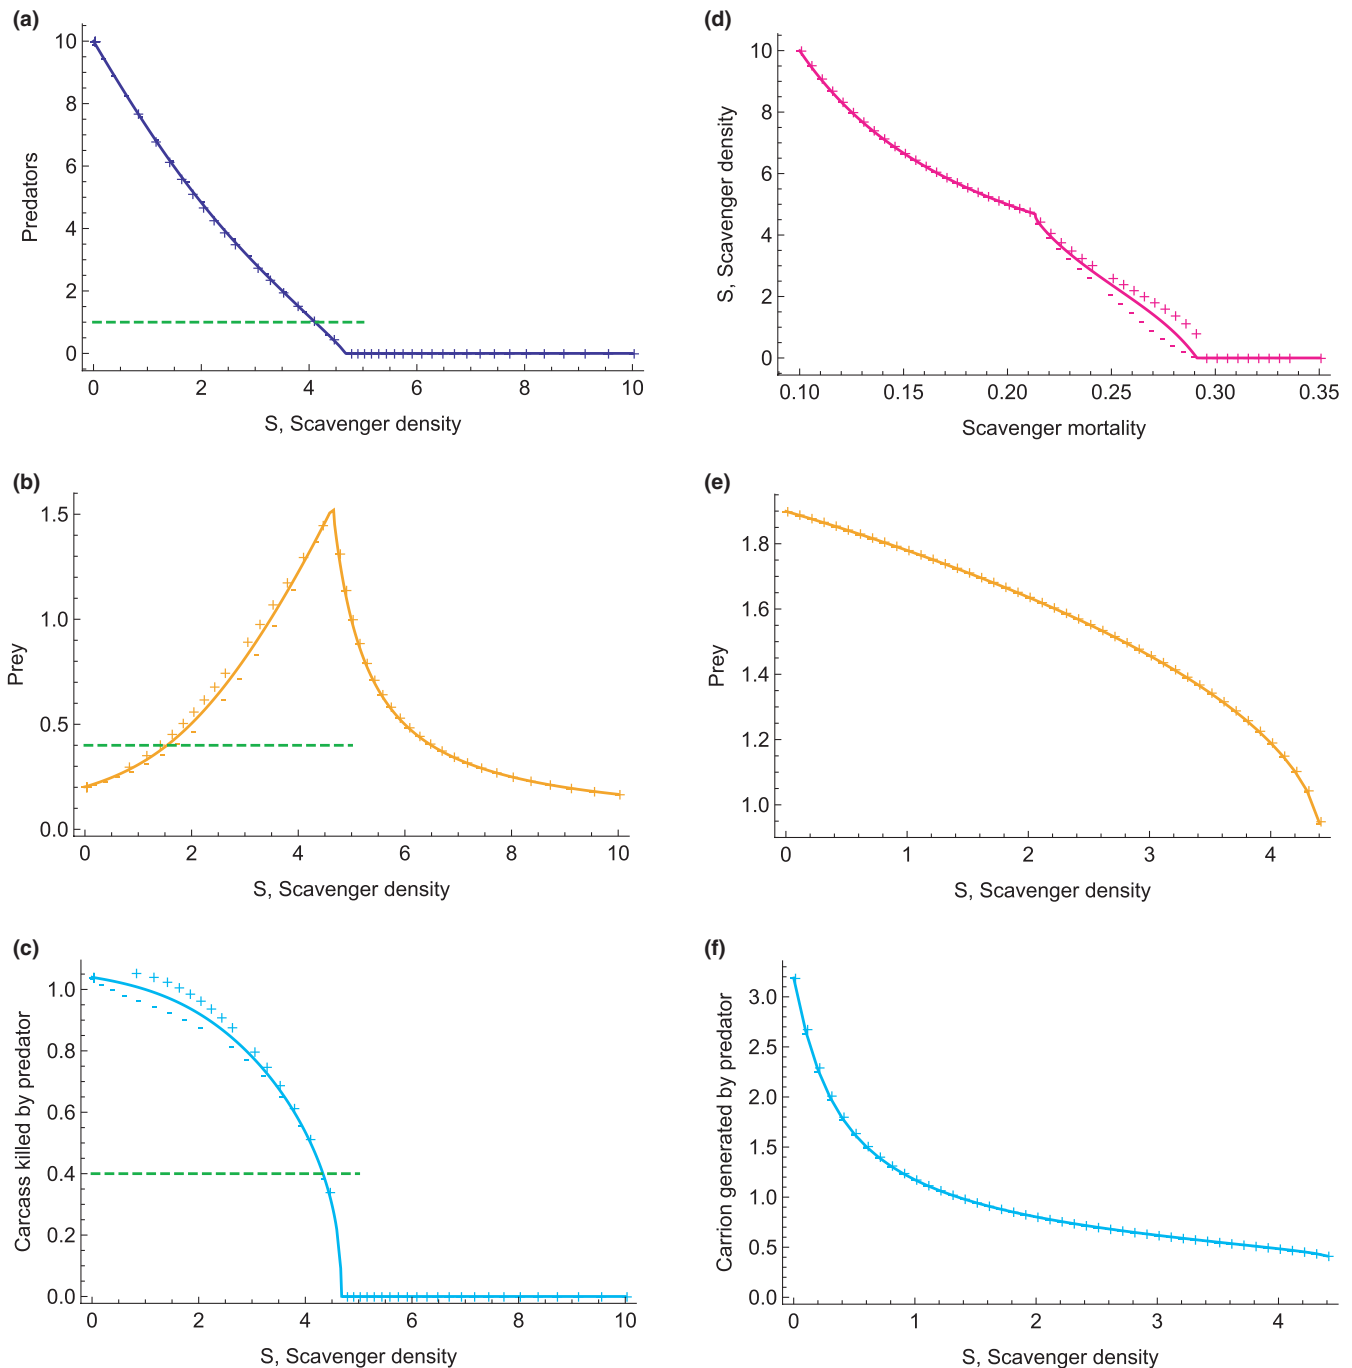 (a)
10
8
6
4
2
0
Predators
0 2 4 6 8 10
S, Scavenger density
(b)
1.5
1.0
0.5
0.0
Prey
0 2 4 6 8 10
S, Scavenger density
(c)
1.0
0.8
0.6
0.4
0.2
0.0
Carcass killed by predator
0 2 4 6 8 10
S, Scavenger density
(d)
10
8
6
4
2
0
S, Scavenger density
0.10 0.15 0.20 0.25 0.30 0.35
Scavenger mortality
(e)
1.8
1.6
1.4
1.2
1.0
Prey
0 1 2 3 4
S, Scavenger density
(f)
3.0
2.5
2.0
1.5
1.0
0.5
0.0
Carrion generated by predator
0 1 2 3 4
S, Scavenger density